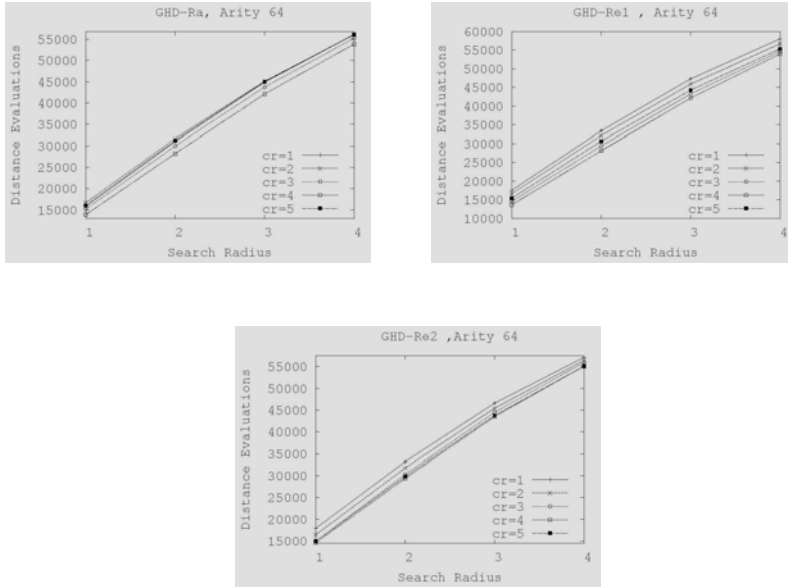 GHD-Ra, Arity 64
55000
50000
45000
40000
35000
30000
25000
20000
15000
Distance Evaluations
cr=1
cr=2
cr=3
cr=4
cr=5
1 2 3 4
Search Radius
GHD-Re1 , Arity 64
60000
55000
50000
45000
40000
35000
30000
25000
20000
15000
10000
Distance Evaluations
cr=1
cr=2
cr=3
cr=4
cr=5
1 2 3 4
Search Radius
GHD-Re2 ,Arity 64
55000
50000
45000
40000
35000
30000
25000
20000
15000
Distance Evaluations
cr=1
cr=2
cr=3
cr=4
cr=5
1 2 3 4
Search Radius